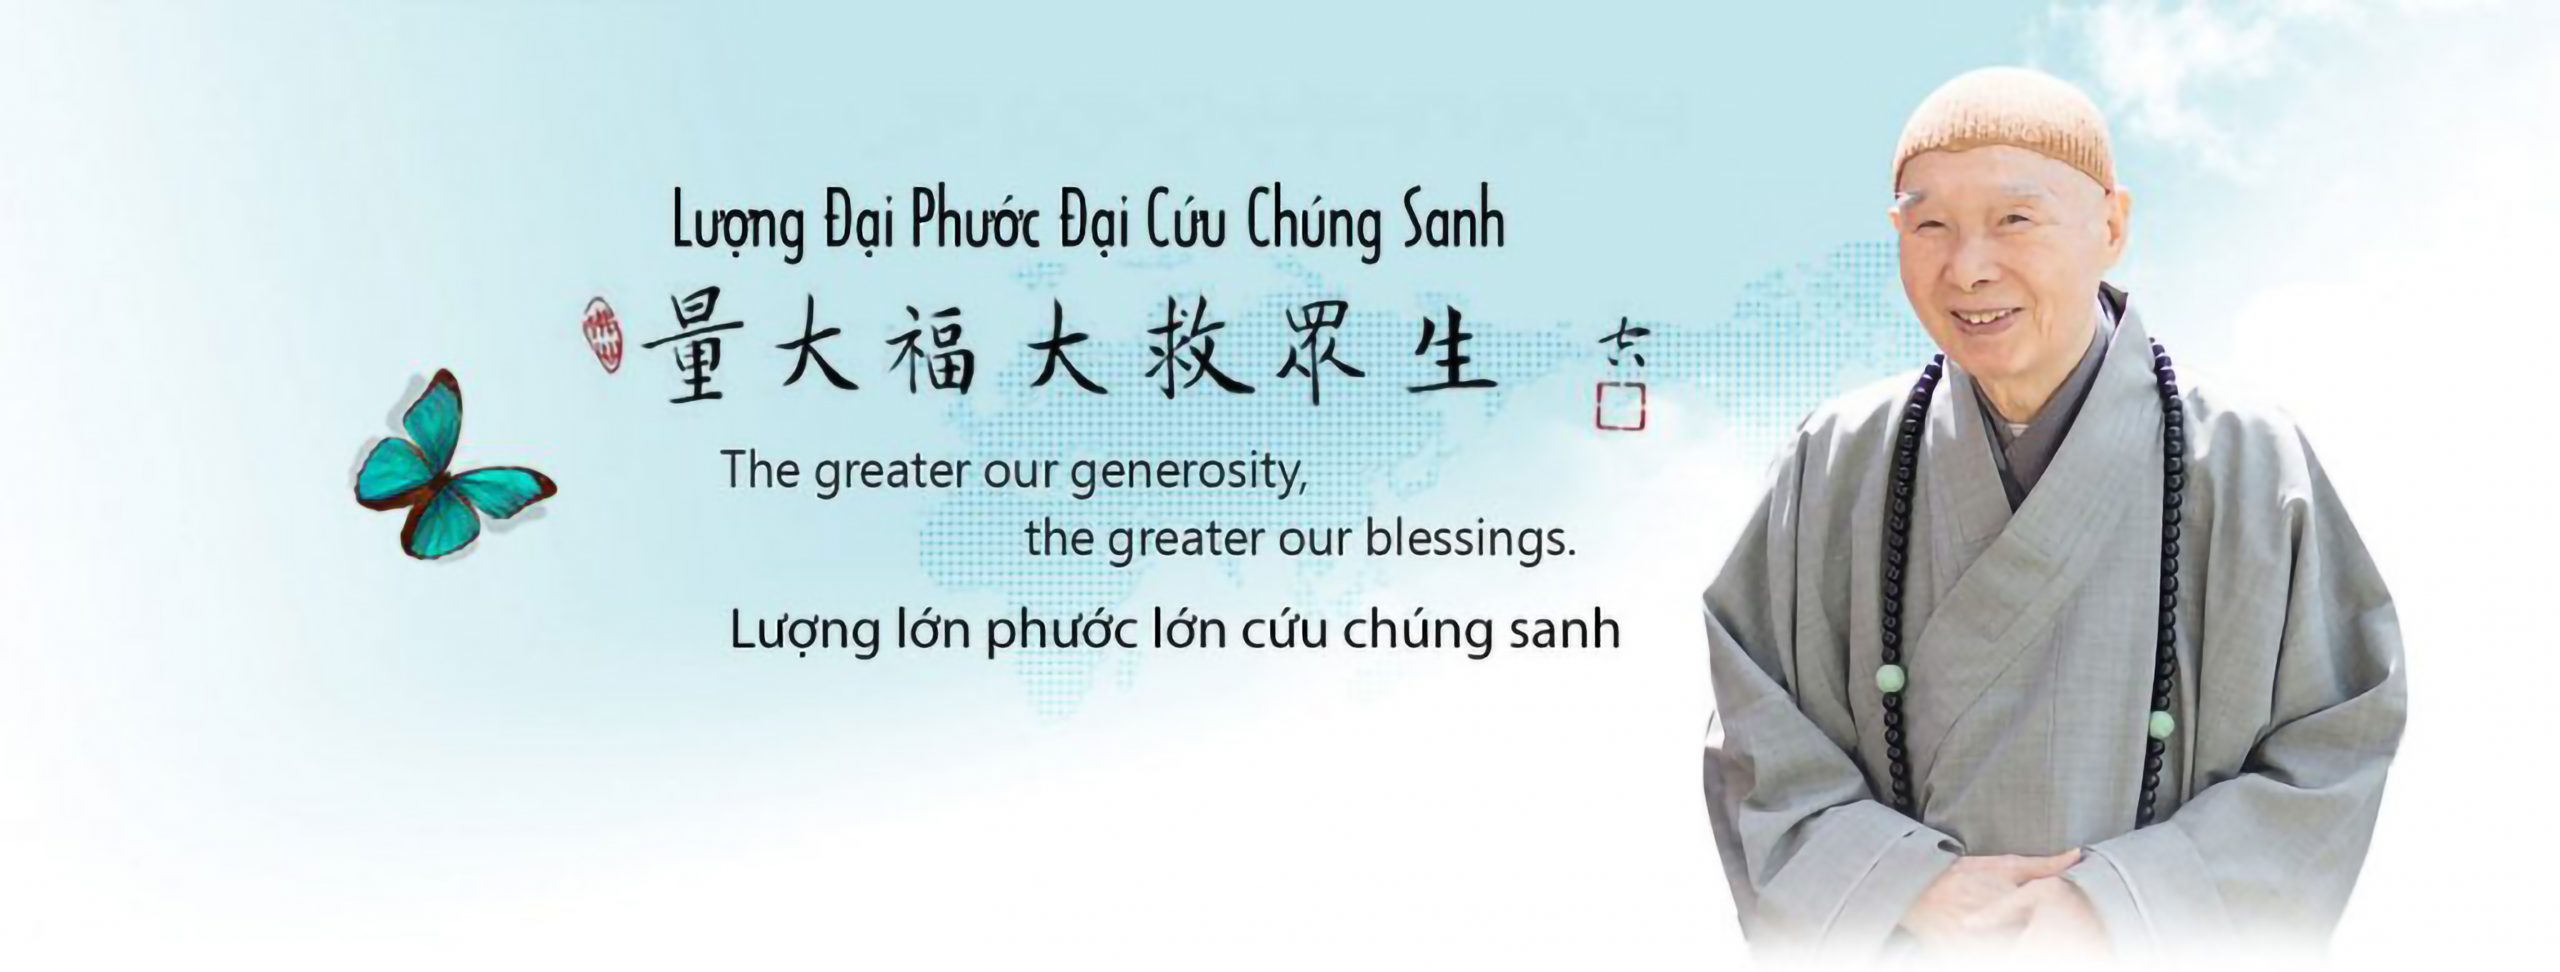 Lượng Đại Phước Đại Cứu Chúng Sanh
量大福大救眾生
The greater our generosity,
the greater our blessings.
Lượng lớn phước lớn cứu chúng sanh